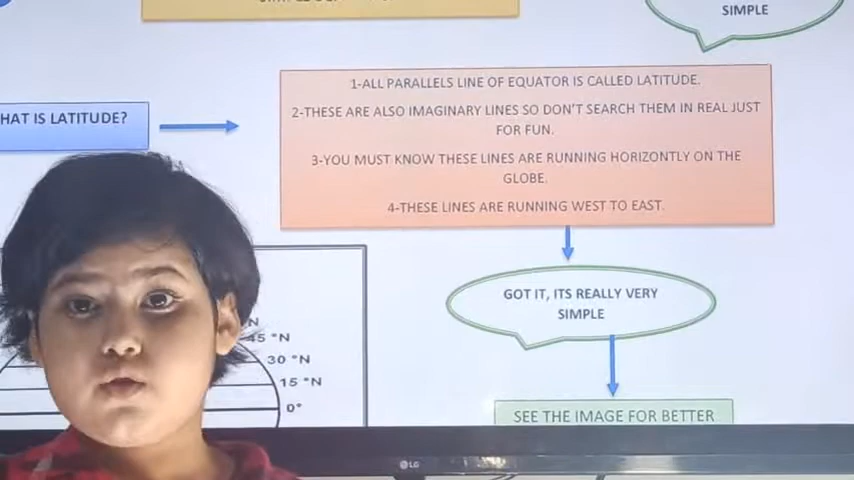 SIMPLE
HAT IS LATITUDE?
1-ALL PARALLELS LINE OF EQUATOR IS CALLED LATITUDE.
2-THESE ARE ALSO IMAGINARY LINES SO DON'T SEARCH THEM IN REAL JUST
FOR FUN.
3-YOU MUST KNOW THESE LINES ARE RUNNING HORIZONTLY ON THE
GLOBE.
4-THESE LINES ARE RUNNING WEST TO EAST.
GOT IT, ITS REALLY VERY
SIMPLE
N
45 °N
30 °N
15 °N
0°
SEE THE IMAGE FOR BETTER
LG